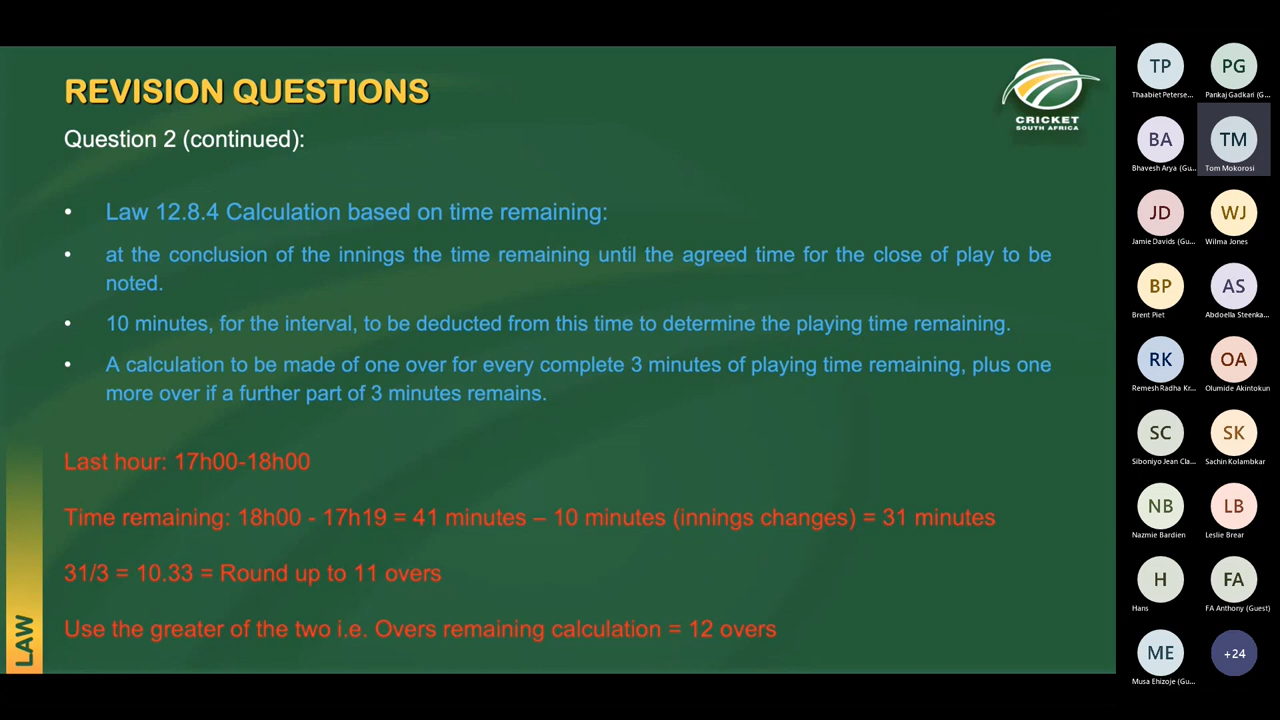 REVISION QUESTIONS
CRICKET
SOUTH AFRICA
Question 2 (continued):
• Law 12.8.4 Calculation based on time remaining:
• at the conclusion of the innings the time remaining until the agreed time for the close of play to be
noted.
• 10 minutes, for the interval, to be deducted from this time to determine the playing time remaining.
• A calculation to be made of one over for every complete 3 minutes of playing time remaining, plus one
more over if a further part of 3 minutes remains.
Last hour: 17h00-18h00
Time remaining: 18h00 - 17h19 = 41 minutes – 10 minutes (innings changes) = 31 minutes
31/3 = 10.33 = Round up to 11 overs
Use the greater of the two i.e. Overs remaining calculation = 12 overs
LAW
TP
Thaabiet Peterse...
PG
Pankaj Gadkari (G...
BA
Bhavesh Arya (Gu...
TM
Tom Mokorosi
JD
Jamie Davids (Gu...
WJ
Wilma Jones
BP
Brent Piet
AS
Abdoella Steenka...
RK
Remesh Radha Kr...
OA
Olumide Akintokun
SC
Siboniyo Jean Cla...
SK
Sachin Kolambkar
NB
Nazmie Bardien
LB
Leslie Brear
H
Hans
FA
FA Anthony (Guest)
ME
Musa Ehizoje (Gu...
+24